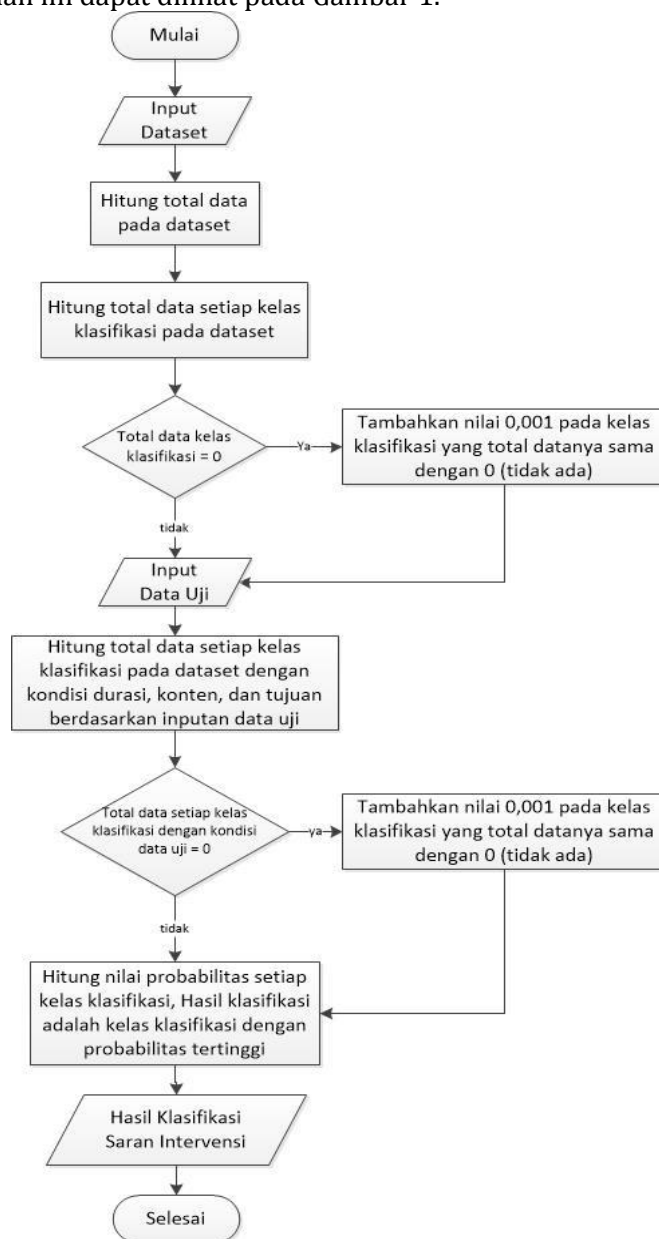 ini dapat dilihat pada Gambar 1.
Mulai
Input
Dataset
Hitung total data
pada dataset
Hitung total data setiap kelas
klasifikasi pada dataset
Total data kelas
klasifikasi = 0
Ya
Tambahkan nilai 0,001 pada kelas
klasifikasi yang total datanya sama
dengan 0 (tidak ada)
tidak
Input
Data Uji
Hitung total data setiap kelas
klasifikasi pada dataset dengan
kondisi durasi, konten, dan tujuan
berdasarkan inputan data uji
Total data setiap kelas
klasifikasi dengan kondisi
data uji = 0
ya
Tambahkan nilai 0,001 pada kelas
klasifikasi yang total datanya sama
dengan 0 (tidak ada)
tidak
Hitung nilai probabilitas setiap
kelas klasifikasi, Hasil klasifikasi
adalah kelas klasifikasi dengan
probabilitas tertinggi
Hasil Klasifikasi
Saran Intervensi
Selesai